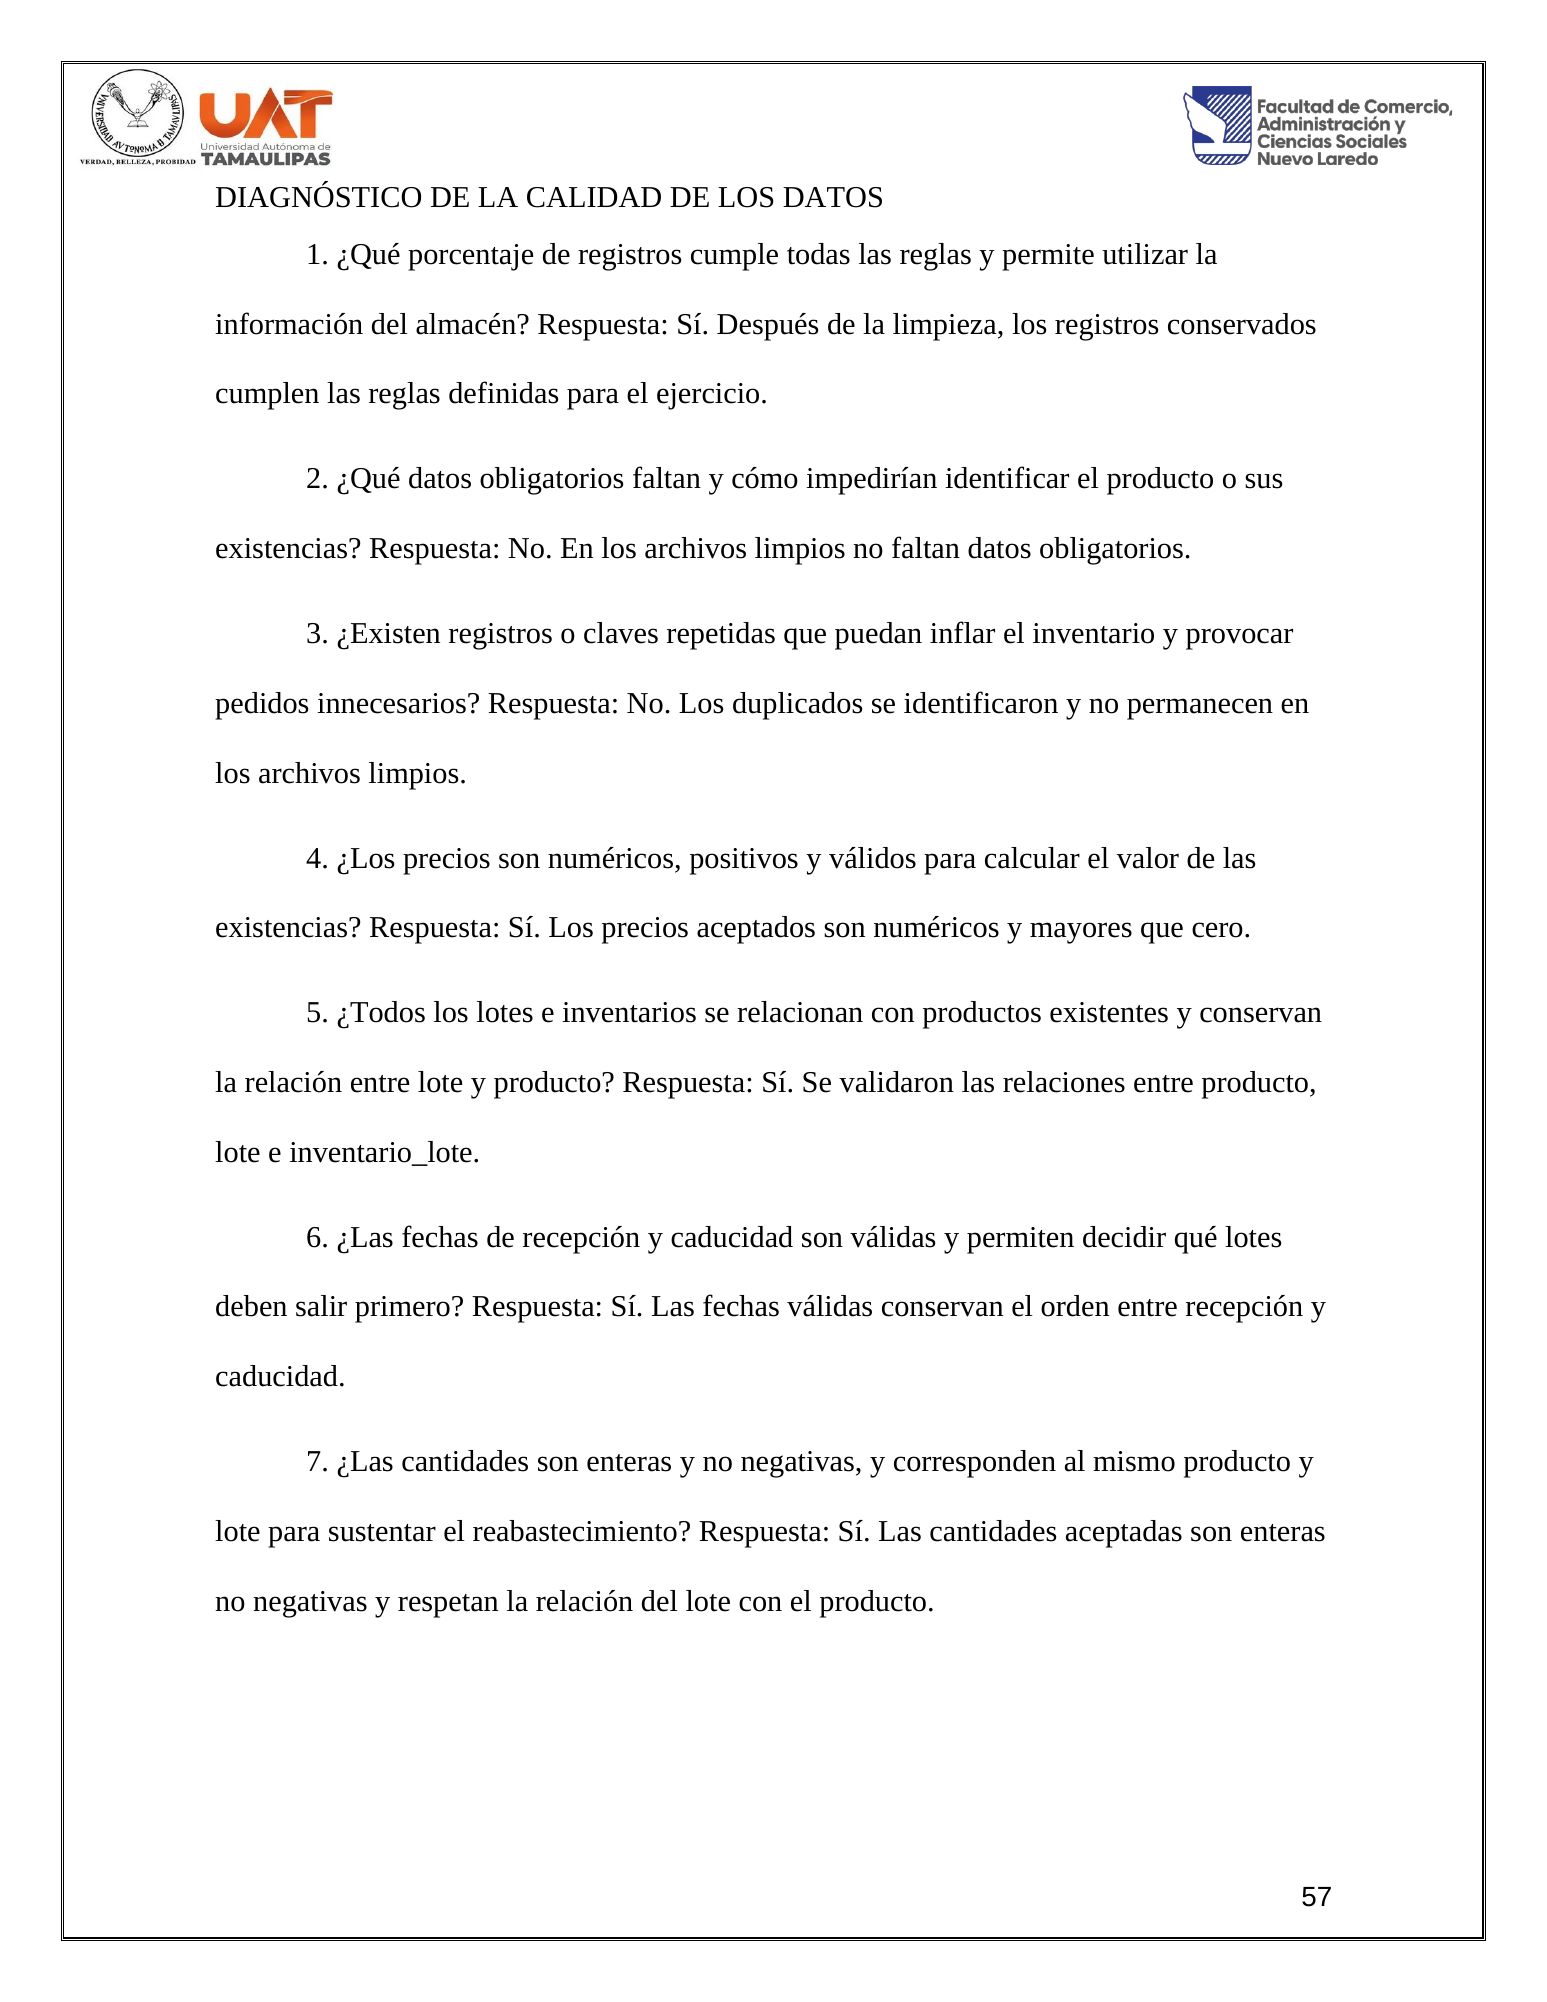 VNIVERSIDAD AVTONOMA D TAMAVLIPAS
VERDAD, BELLEZA, PROBIDAD
UAT
Universidad Autónoma de
TAMAULIPAS
Facultad de Comercio,
Administración y
Ciencias Sociales
Nuevo Laredo
DIAGNÓSTICO DE LA CALIDAD DE LOS DATOS
1. ¿Qué porcentaje de registros cumple todas las reglas y permite utilizar la
información del almacén? Respuesta: Sí. Después de la limpieza, los registros conservados
cumplen las reglas definidas para el ejercicio.
2. ¿Qué datos obligatorios faltan y cómo impedirían identificar el producto o sus
existencias? Respuesta: No. En los archivos limpios no faltan datos obligatorios.
3. ¿Existen registros o claves repetidas que puedan inflar el inventario y provocar
pedidos innecesarios? Respuesta: No. Los duplicados se identificaron y no permanecen en
los archivos limpios.
4. ¿Los precios son numéricos, positivos y válidos para calcular el valor de las
existencias? Respuesta: Sí. Los precios aceptados son numéricos y mayores que cero.
5. ¿Todos los lotes e inventarios se relacionan con productos existentes y conservan
la relación entre lote y producto? Respuesta: Sí. Se validaron las relaciones entre producto,
lote e inventario_lote.
6. ¿Las fechas de recepción y caducidad son válidas y permiten decidir qué lotes
deben salir primero? Respuesta: Sí. Las fechas válidas conservan el orden entre recepción y
caducidad.
7. ¿Las cantidades son enteras y no negativas, y corresponden al mismo producto y
lote para sustentar el reabastecimiento? Respuesta: Sí. Las cantidades aceptadas son enteras
no negativas y respetan la relación del lote con el producto.
57